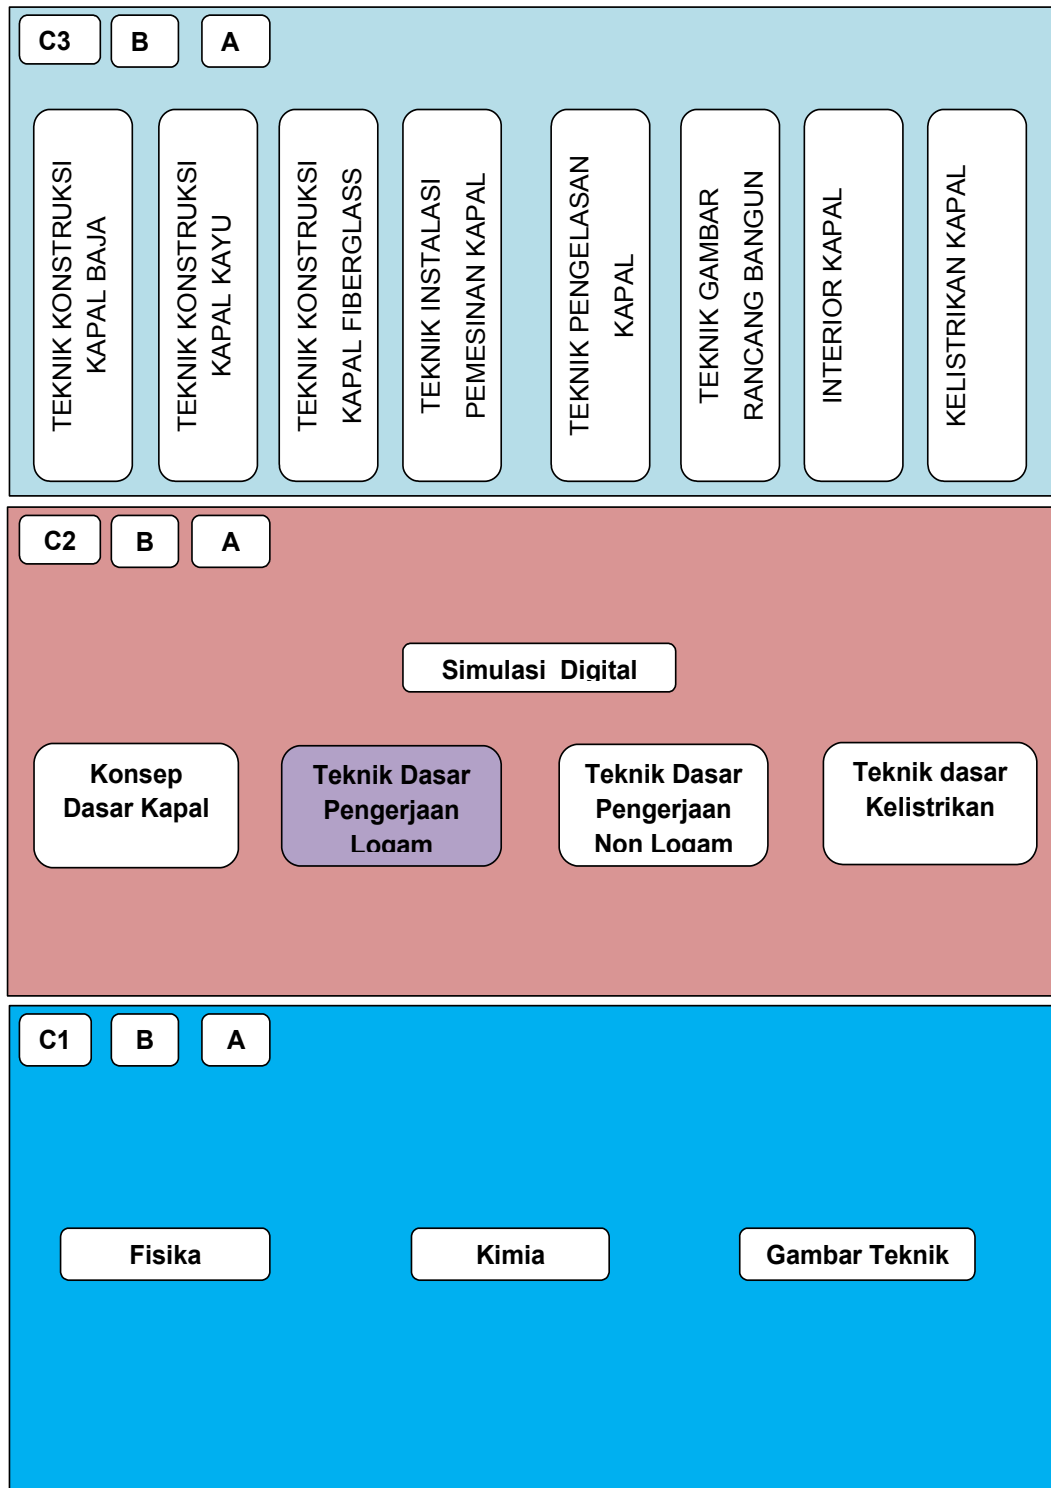 C3 B A
TEKNIK KONSTRUKSI
KAPAL BAJA
TEKNIK KONSTRUKSI
KAPAL KAYU
TEKNIK KONSTRUKSI
KAPAL FIBERGLASS
TEKNIK INSTALASI
PEMESINAN KAPAL
TEKNIK PENGELASAN
KAPAL
TEKNIK GAMBAR
RANCANG BANGUN
INTERIOR KAPAL
KELISTRIKAN KAPAL
C2 B A
Simulasi Digital
Konsep
Dasar Kapal
Teknik Dasar
Pengerjaan
Logam
Teknik Dasar
Pengerjaan
Non Logam
Teknik dasar
Kelistrikan
C1 B A
Fisika
Kimia
Gambar Teknik